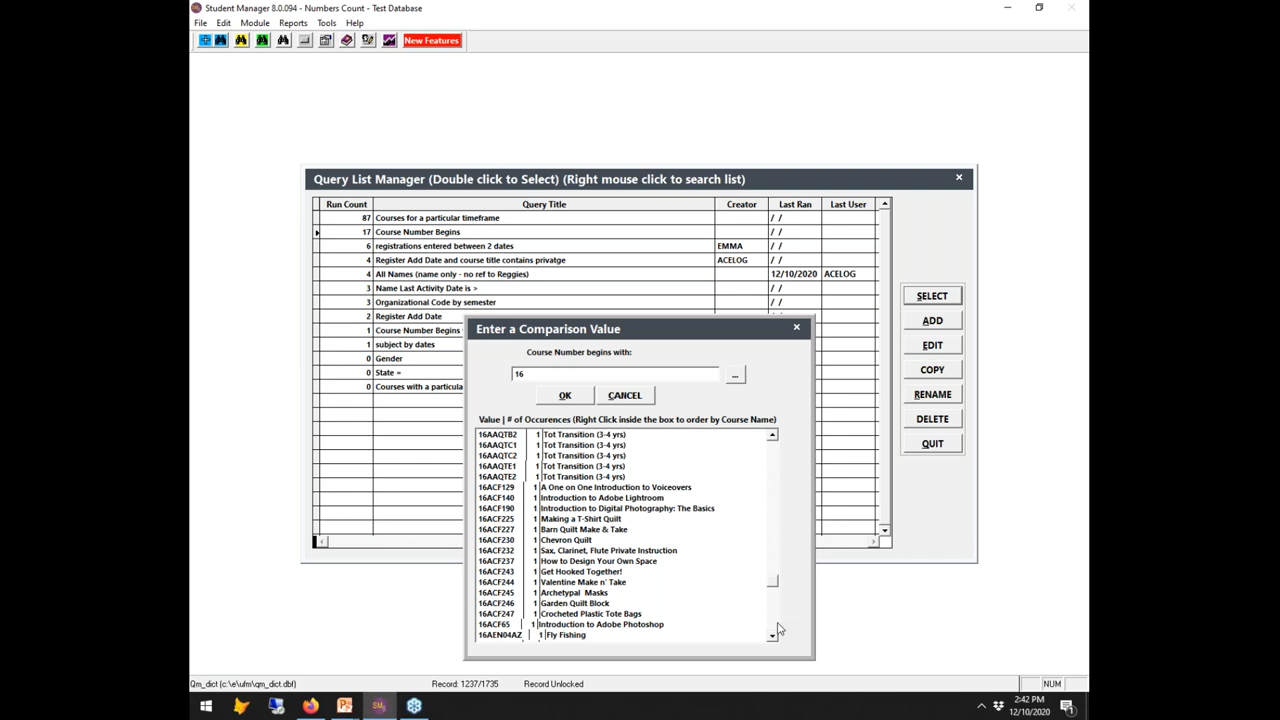 Student Manager 8.0.094 - Numbers Count - Test Database
File Edit Module Reports Tools Help
New Features
Query List Manager (Double click to Select) (Right mouse click to search list)
Run Count Query Title Creator Last Ran Last User
87 Courses for a particular timeframe / /
17 Course Number Begins / /
6 registrations entered between 2 dates EMMA / /
4 Register Add Date and course title contains privatge ACELOG / /
4 All Names (name only - no ref to Reggies) 12/10/2020 ACELOG
3 Name Last Activity Date is > / /
3 Organizational Code by semester / /
2 Register Add Date
1 Course Number Begins
1 subject by dates
0 Gender
0 State =
0 Courses with a particula
SELECT
ADD
EDIT
COPY
RENAME
DELETE
QUIT
Enter a Comparison Value
Course Number begins with:
16
...
OK CANCEL
Value | # of Occurences (Right Click inside the box to order by Course Name)
16AAQTB2 1 Tot Transition (3-4 yrs)
16AAQTC1 1 Tot Transition (3-4 yrs)
16AAQTC2 1 Tot Transition (3-4 yrs)
16AAQTE1 1 Tot Transition (3-4 yrs)
16AAQTE2 1 Tot Transition (3-4 yrs)
16ACF129 1 A One on One Introduction to Voiceovers
16ACF140 1 Introduction to Adobe Lightroom
16ACF190 1 Introduction to Digital Photography: The Basics
16ACF225 1 Making a T-Shirt Quilt
16ACF227 1 Barn Quilt Make & Take
16ACF230 1 Chevron Quilt
16ACF232 1 Sax, Clarinet, Flute Private Instruction
16ACF237 1 How to Design Your Own Space
16ACF243 1 Get Hooked Together!
16ACF244 1 Valentine Make n' Take
16ACF245 1 Archetypal Masks
16ACF246 1 Garden Quilt Block
16ACF247 1 Crocheted Plastic Tote Bags
16ACF65 1 Introduction to Adobe Photoshop
16AEN04AZ 1 Fly Fishing
Qm_dict (c:\e\ufm\qm_dict.dbf) Record: 1237/1735 Record Unlocked NUM
SM
2:42 PM
12/10/2020
1